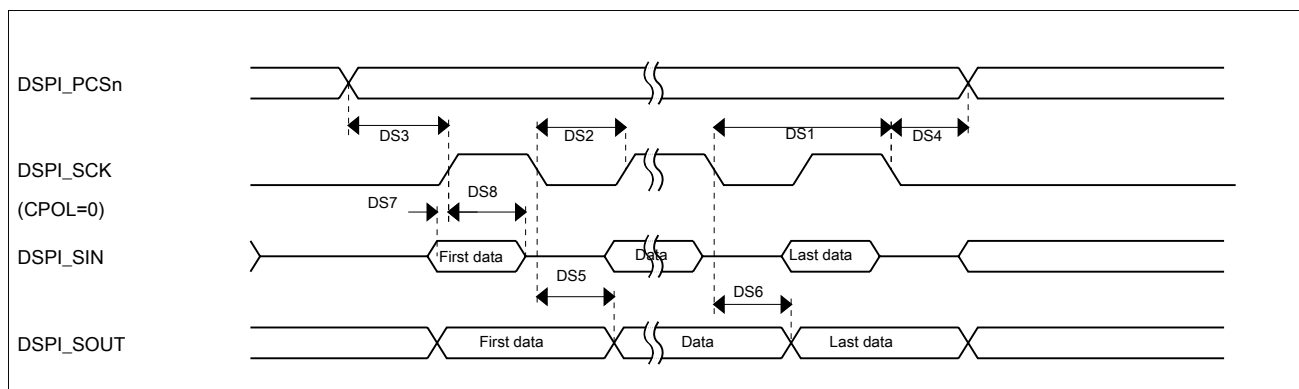 DSPI_PCSn
DS3
DS2
DS1
DS4
DSPI_SCK
(CPOL=0)
DS7
DS8
DSPI_SIN
First data
Data
Last data
DS5
DS6
DSPI_SOUT
First data
Data
Last data